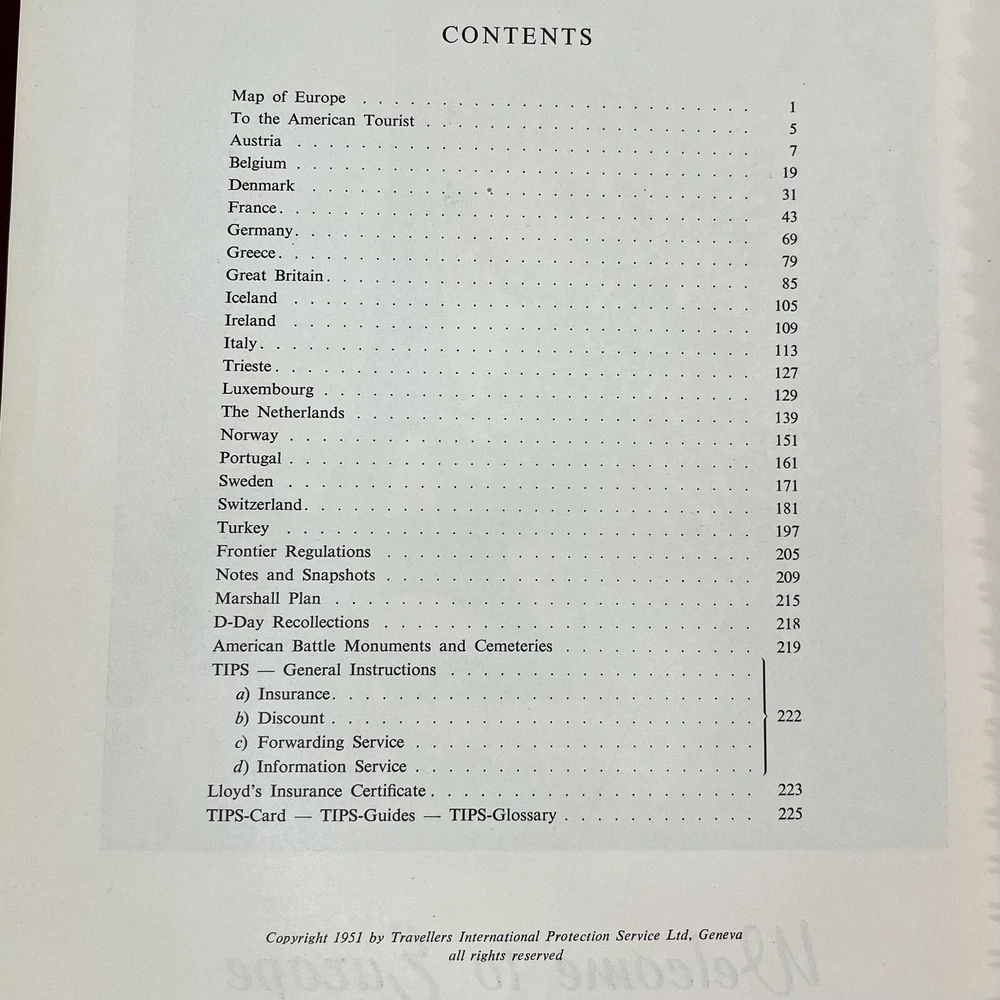 CONTENTS
Map of Europe . . . . . . . . . . . . . . . . . . . 1
To the American Tourist . . . . . . . . . . . . . . . . 5
Austria . . . . . . . . . . . . . . . . . . . . . 7
Belgium . . . . . . . . . . . . . . . . . . . . . 19
Denmark . . . . . . . . . . . . . . . . . . . . 31
France . . . . . . . . . . . . . . . . . . . . . 43
Germany . . . . . . . . . . . . . . . . . . . . 69
Greece . . . . . . . . . . . . . . . . . . . . . 79
Great Britain . . . . . . . . . . . . . . . . . . . 85
Iceland . . . . . . . . . . . . . . . . . . . . . 105
Ireland . . . . . . . . . . . . . . . . . . . . . 109
Italy . . . . . . . . . . . . . . . . . . . . . . 113
Trieste . . . . . . . . . . . . . . . . . . . . . 127
Luxembourg . . . . . . . . . . . . . . . . . . . 129
The Netherlands . . . . . . . . . . . . . . . . . . 139
Norway . . . . . . . . . . . . . . . . . . . . . 151
Portugal . . . . . . . . . . . . . . . . . . . . . 161
Sweden . . . . . . . . . . . . . . . . . . . . . 171
Switzerland . . . . . . . . . . . . . . . . . . . . 181
Turkey . . . . . . . . . . . . . . . . . . . . . 197
Frontier Regulations . . . . . . . . . . . . . . . . . 205
Notes and Snapshots . . . . . . . . . . . . . . . . . 209
Marshall Plan . . . . . . . . . . . . . . . . . . . 215
D-Day Recollections . . . . . . . . . . . . . . . . . 218
American Battle Monuments and Cemeteries . . . . . . . . 219
TIPS — General Instructions . . . . . . . . . . . . . .
a) Insurance . . . . . . . . . . . . . . . . . . .
b) Discount . . . . . . . . . . . . . . . . . . . 222
c) Forwarding Service . . . . . . . . . . . . . . .
d) Information Service . . . . . . . . . . . . . . .
Lloyd's Insurance Certificate . . . . . . . . . . . . . . 223
TIPS-Card — TIPS-Guides — TIPS-Glossary . . . . . . . . 225
Copyright 1951 by Travellers International Protection Service Ltd, Geneva
all rights reserved
Welcome to Europe